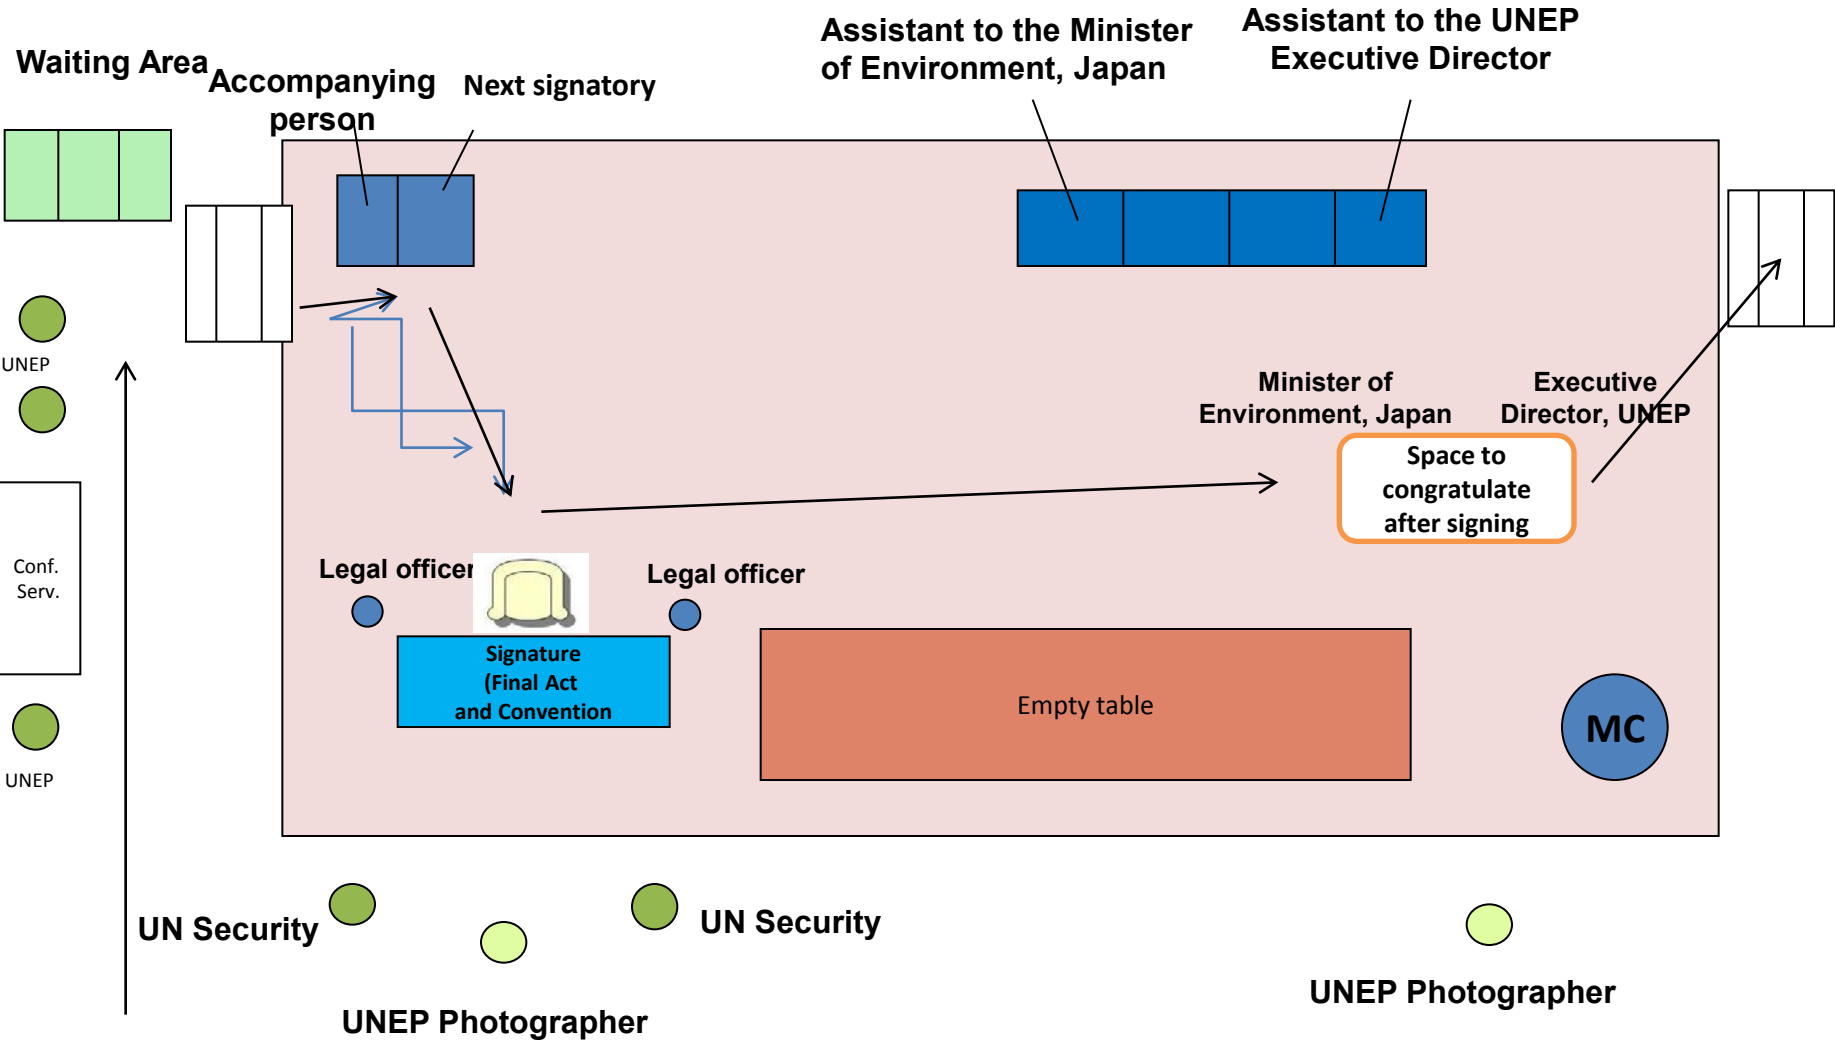 Waiting Area
Accompanying
person
Next signatory
Assistant to the Minister
of Environment, Japan
Assistant to the UNEP
Executive Director
UNEP
Minister of
Environment, Japan
Executive
Director, UNEP
Space to
congratulate
after signing
Conf.
Serv.
Legal officer
Legal officer
Signature
(Final Act
and Convention
Empty table
MC
UNEP
UN Security
UN Security
UNEP Photographer
UNEP Photographer